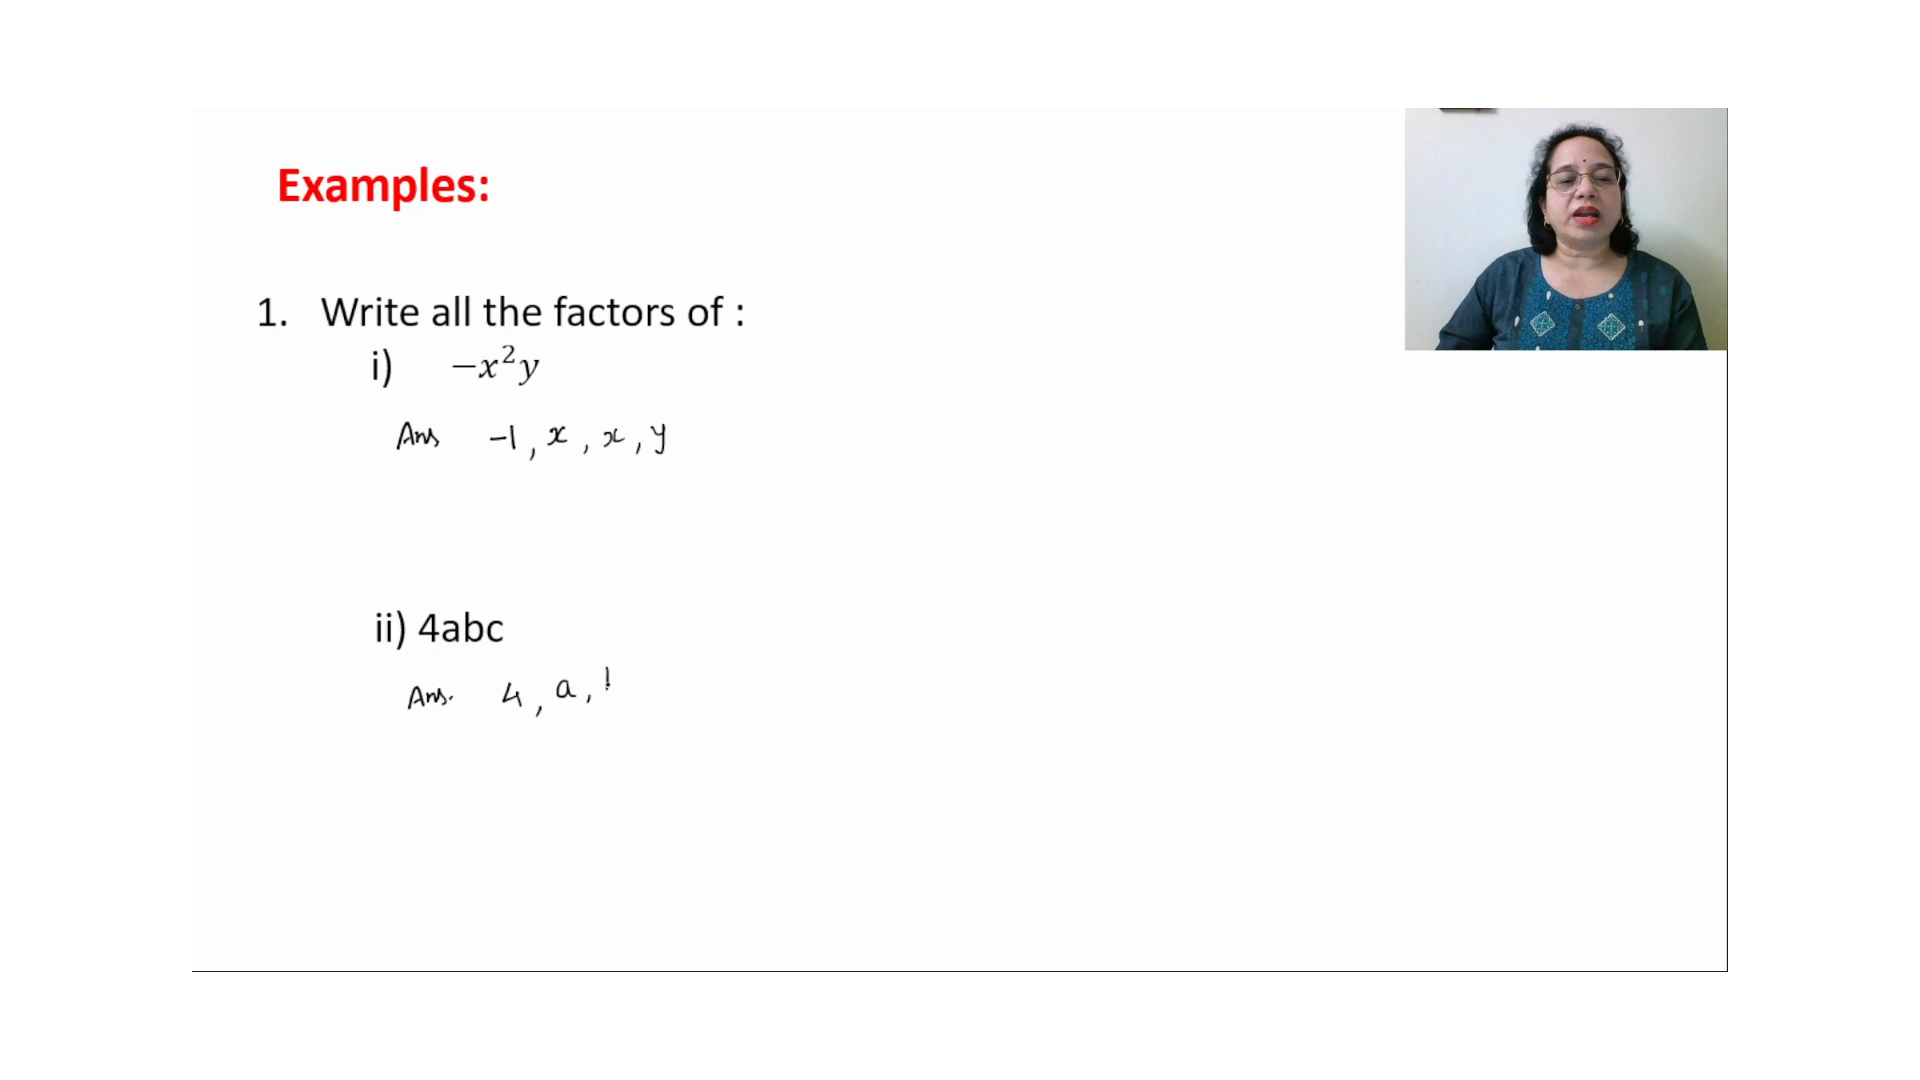 Examples:
1. Write all the factors of :
i) −x²y
Ans -1, x, x, y
ii) 4abc
Ans. 4, a,